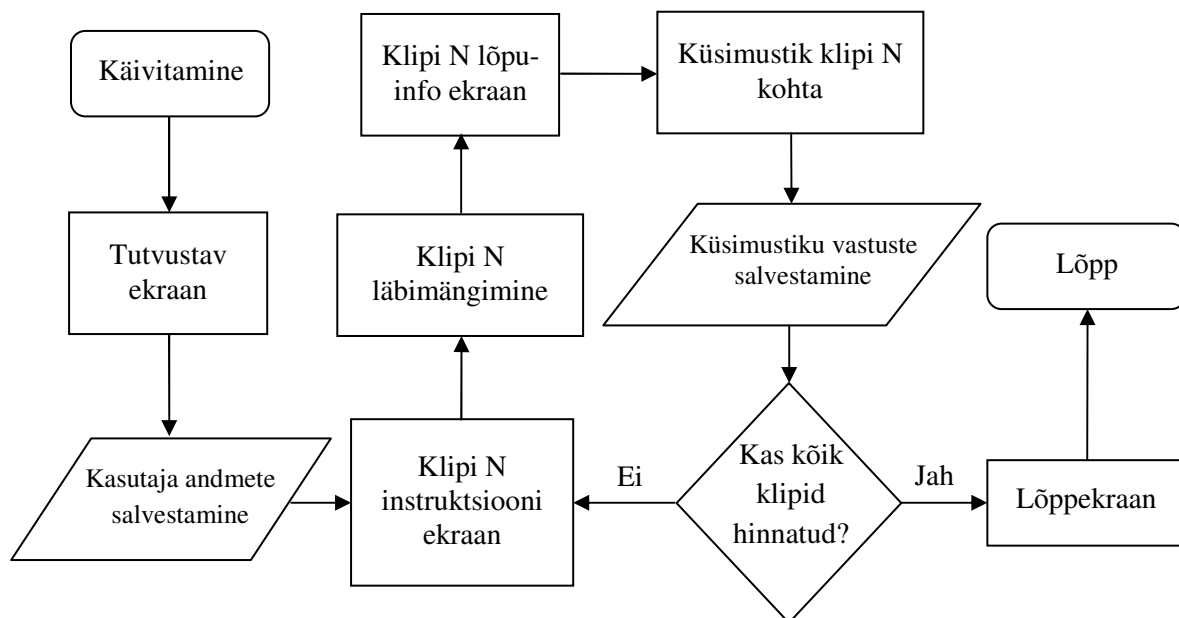 Käivitamine
Tutvustav
ekraan
Kasutaja andmete
salvestamine
Klipi N
instruktsiooni
ekraan
Klipi N
läbimängimine
Klipi N lõpu-
info ekraan
Küsimustik klipi N
kohta
Küsimustiku vastuste
salvestamine
Kas kõik
klipid
hinnatud?
Ei
Jah
Lõppekraan
Lõpp